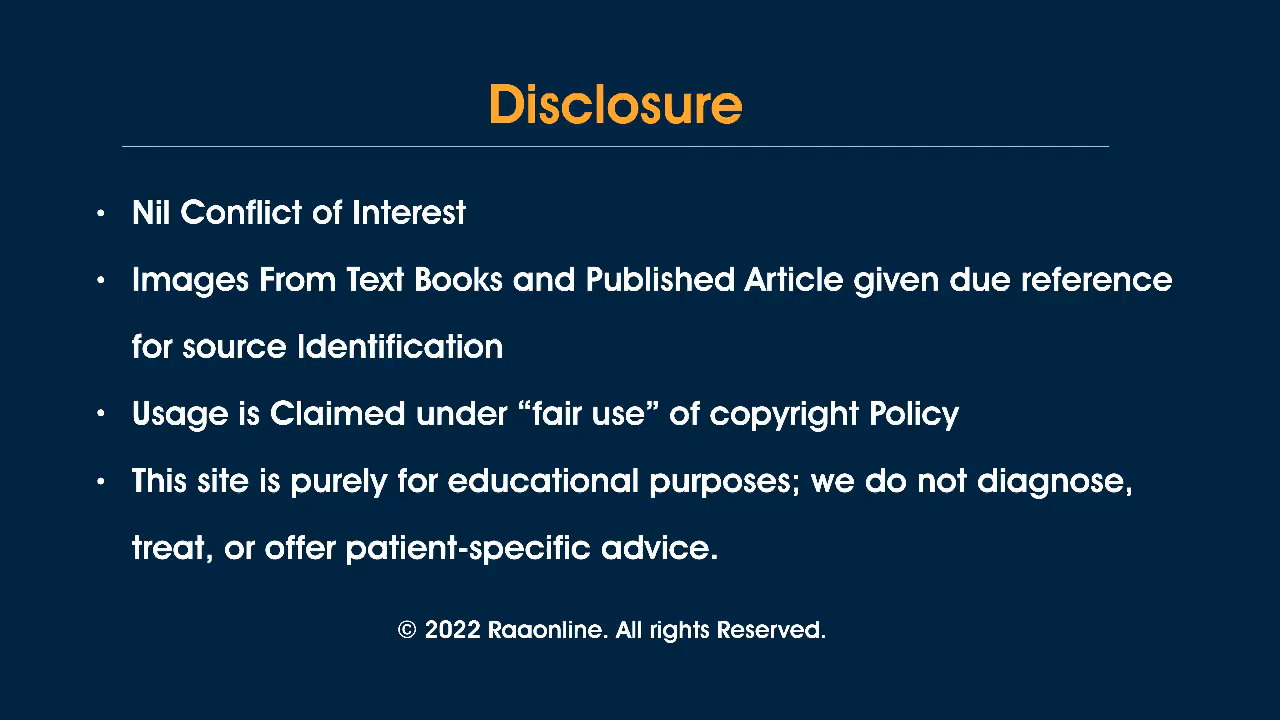 Disclosure
• Nil Conflict of Interest
• Images From Text Books and Published Article given due reference
for source Identification
• Usage is Claimed under “fair use” of copyright Policy
• This site is purely for educational purposes; we do not diagnose,
treat, or offer patient-specific advice.
© 2022 Raaonline. All rights Reserved.